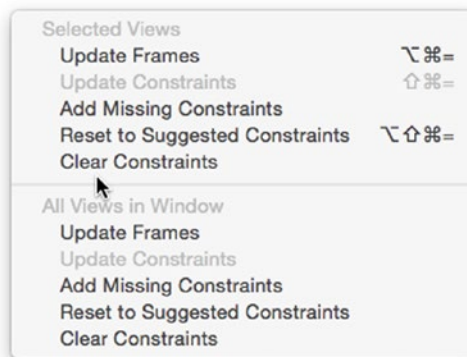 Selected Views
Update Frames ⌥⌘=
Update Constraints ⇧⌘=
Add Missing Constraints
Reset to Suggested Constraints ⌥⇧⌘=
Clear Constraints
All Views in Window
Update Frames
Update Constraints
Add Missing Constraints
Reset to Suggested Constraints
Clear Constraints